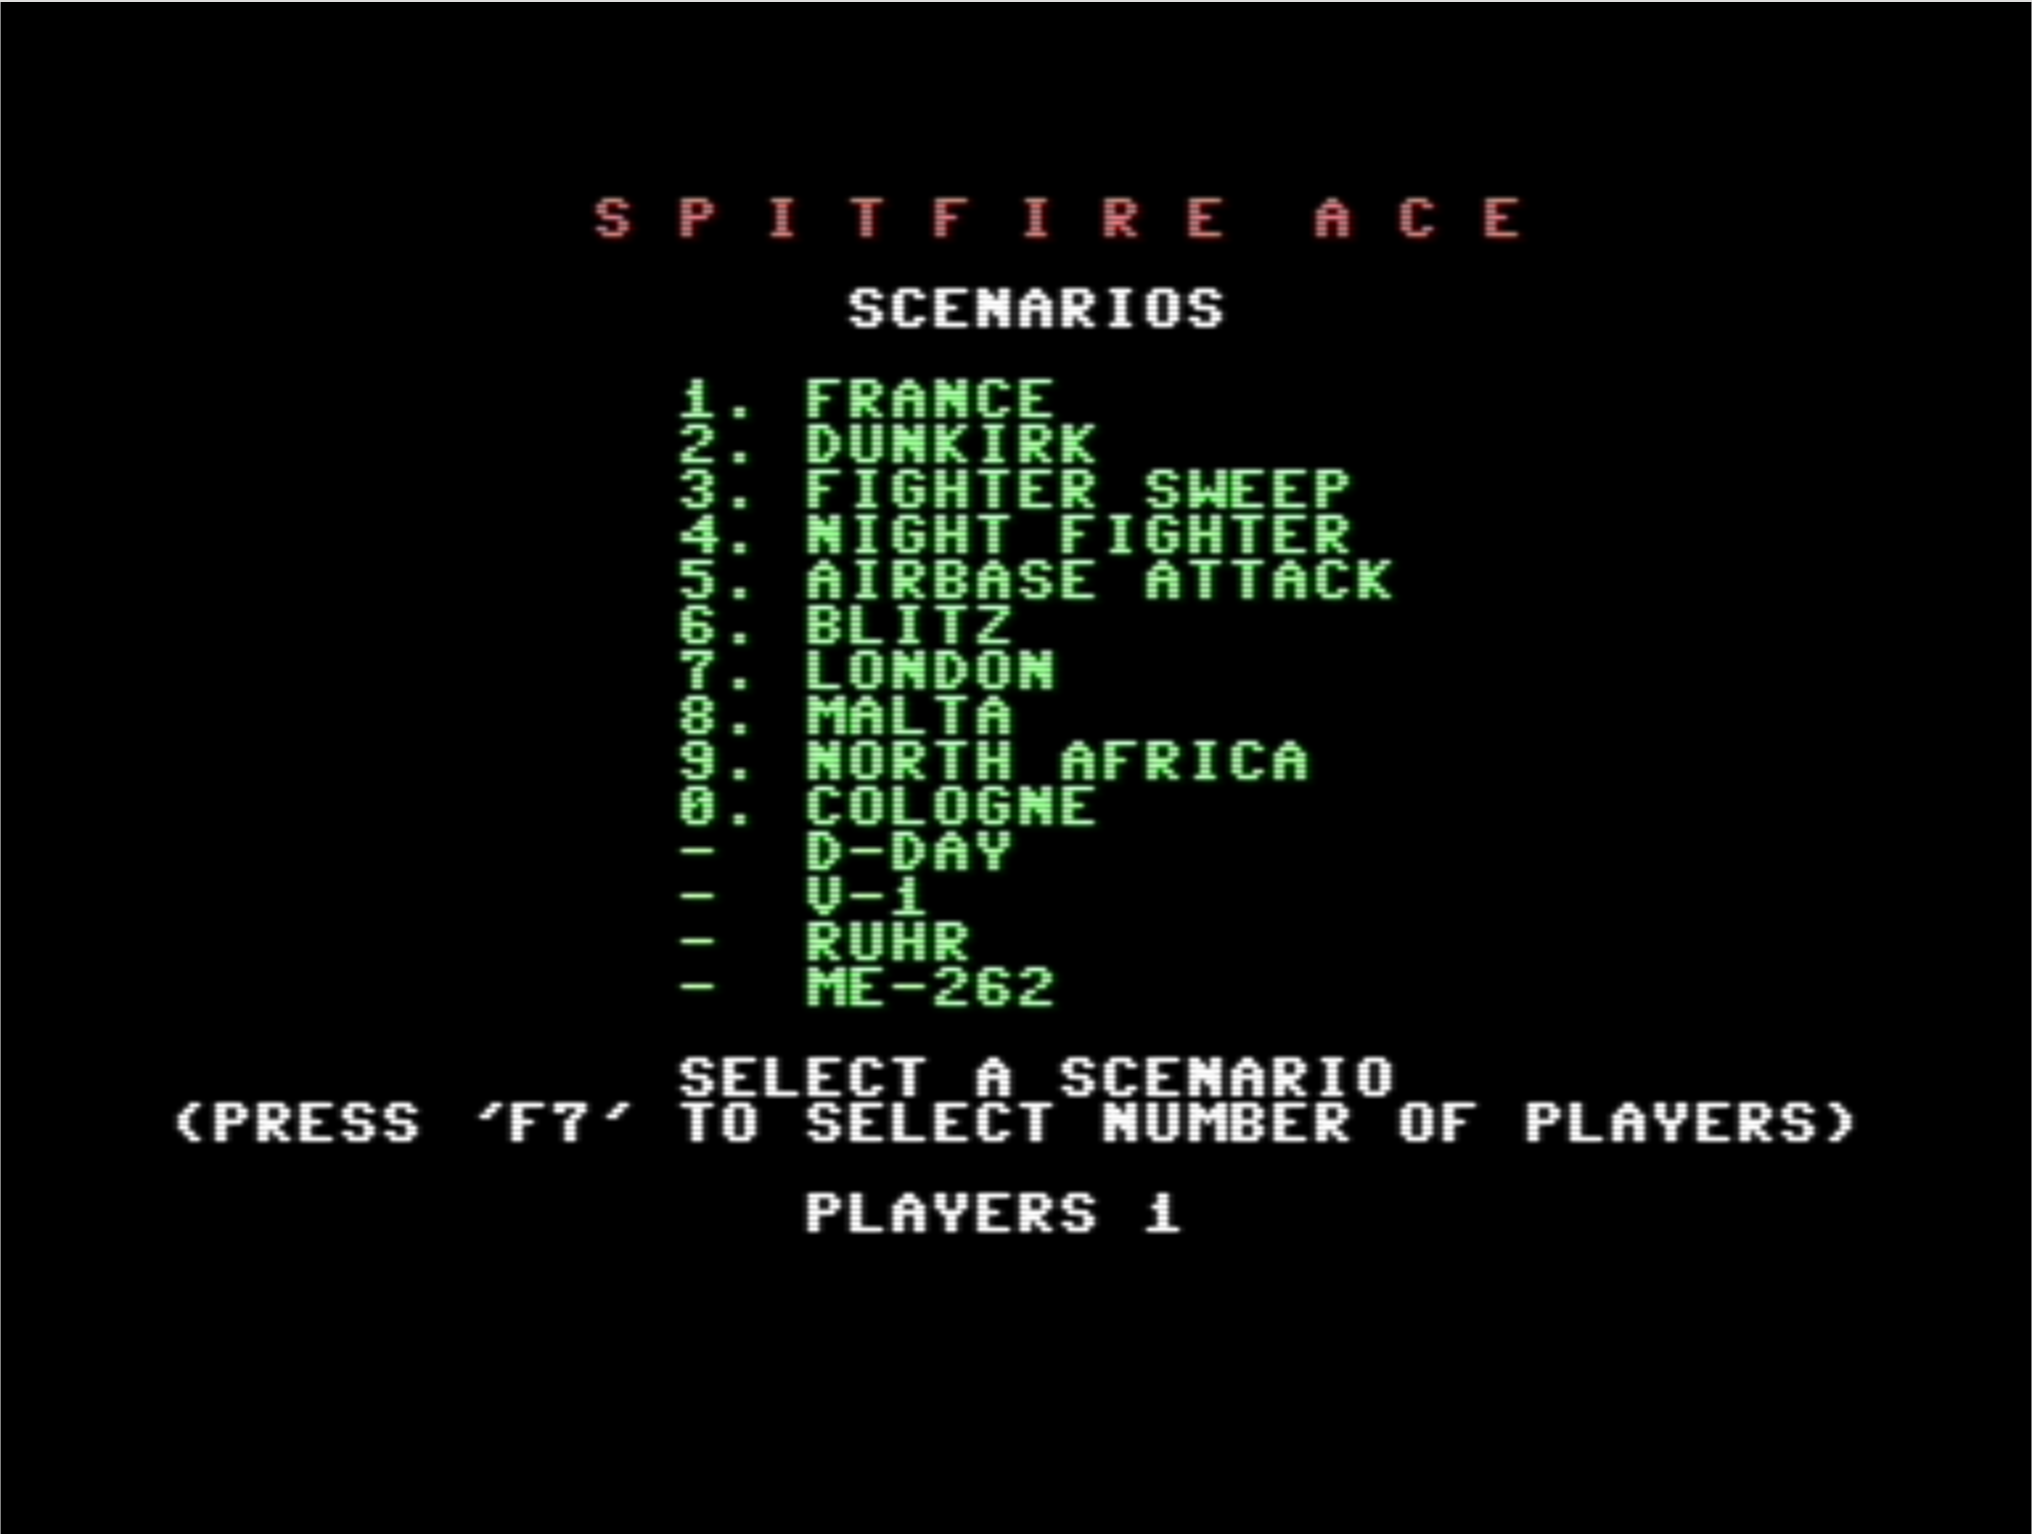 S P I T F I R E  A C E
SCENARIOS
1. FRANCE
2. DUNKIRK
3. FIGHTER SWEEP
4. NIGHT FIGHTER
5. AIRBASE ATTACK
6. BLITZ
7. LONDON
8. MALTA
9. NORTH AFRICA
0. COLOGNE
- D-DAY
- V-1
- RUHR
- ME-262
SELECT A SCENARIO
(PRESS 'F7' TO SELECT NUMBER OF PLAYERS)
PLAYERS 1